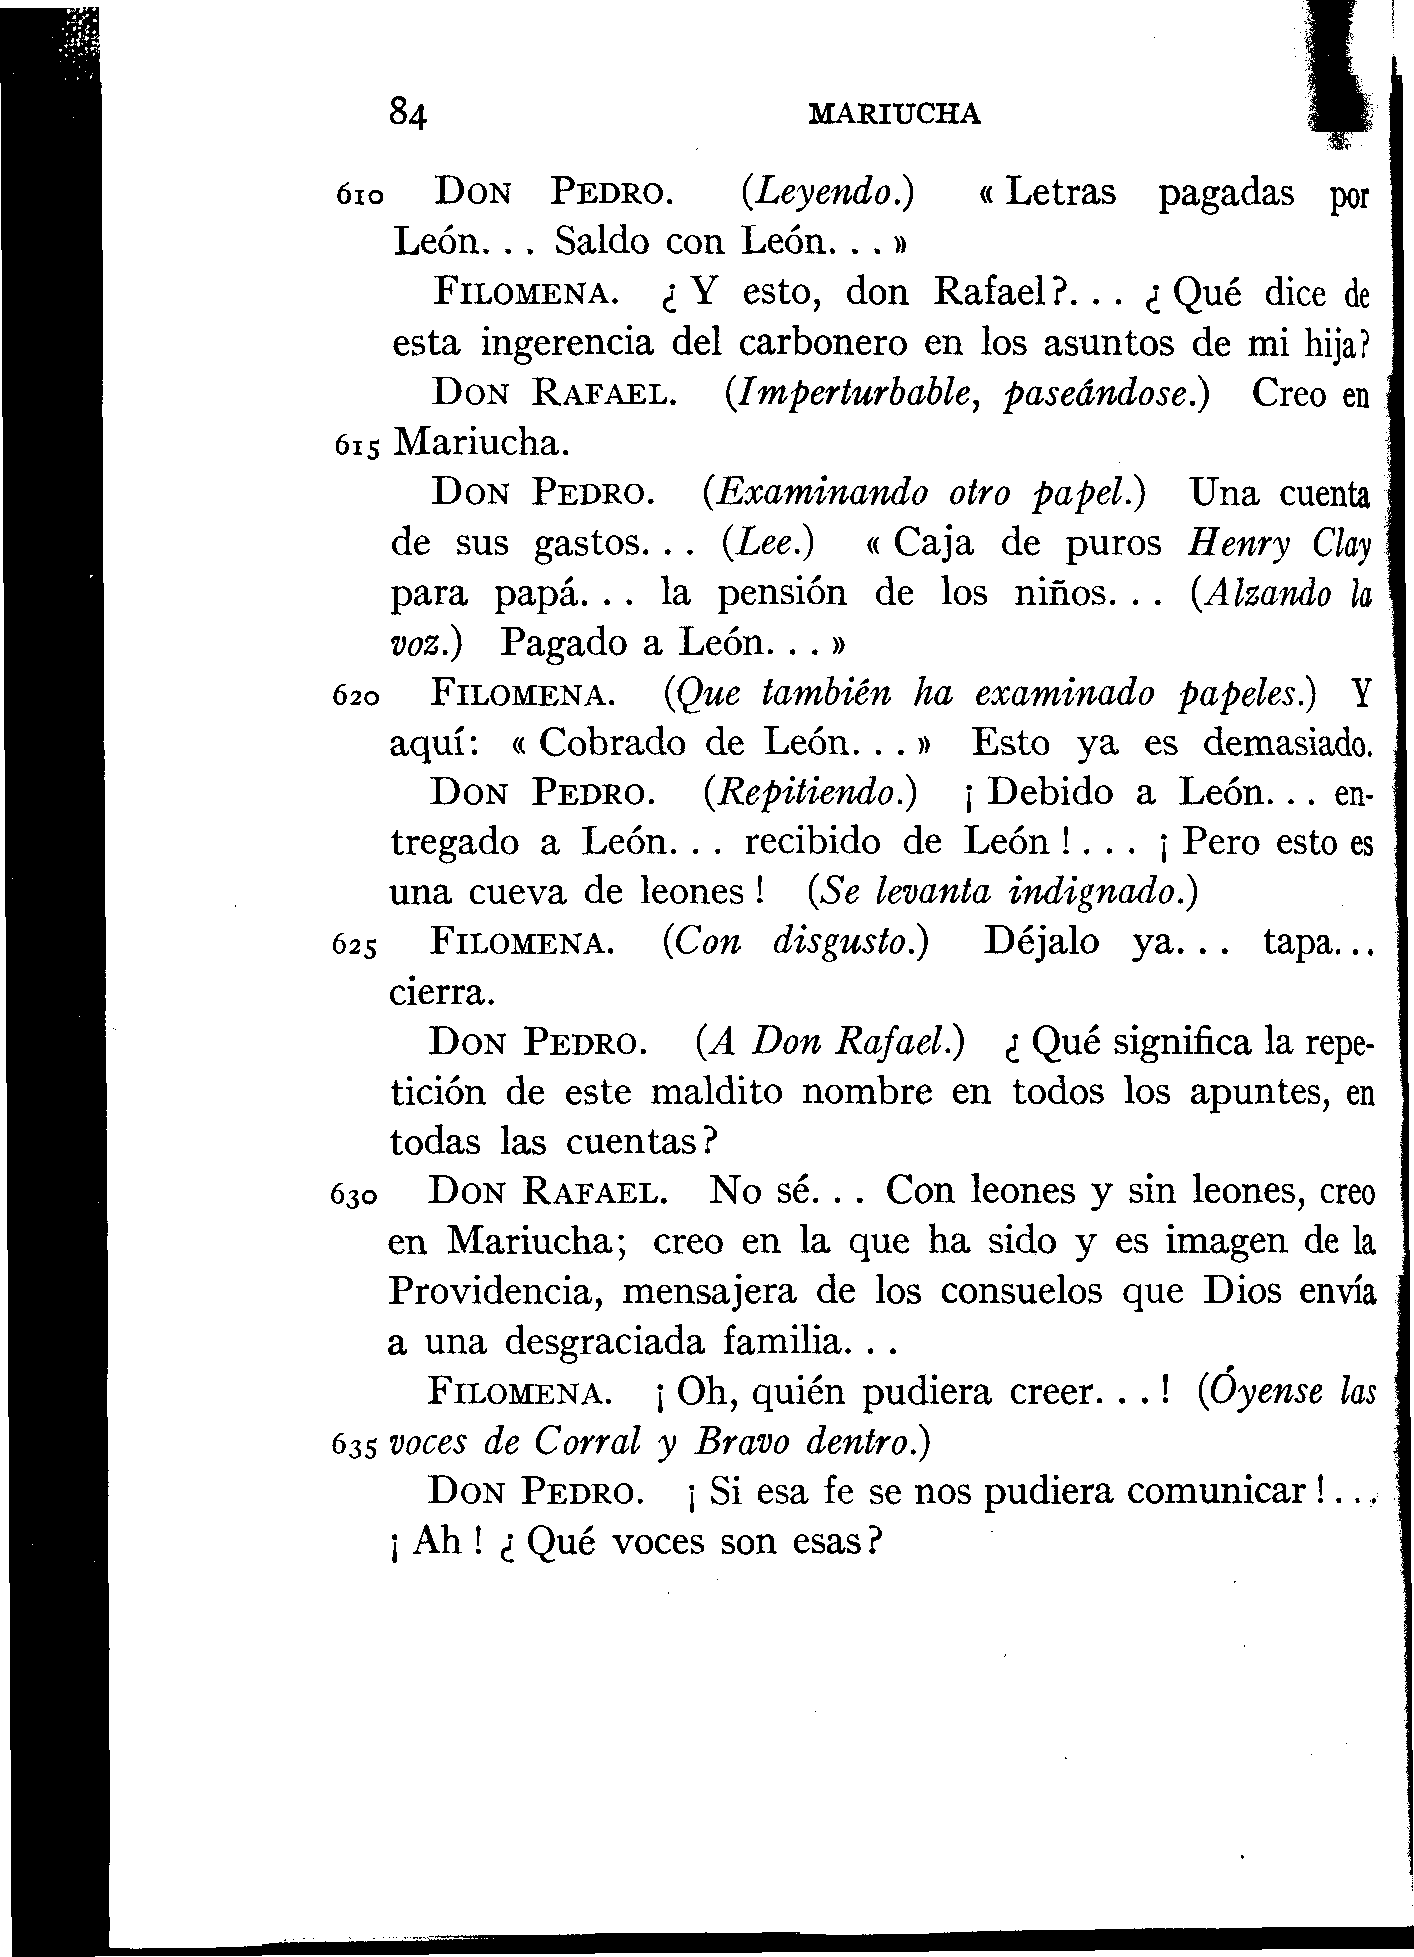 84 MARIUCHA
610 DON PEDRO. (Leyendo.) « Letras pagadas por
León. . . Saldo con León. . . »
FILOMENA. ¿ Y esto, don Rafael?. . . ¿ Qué dice de
esta ingerencia del carbonero en los asuntos de mi hija?
DON RAFAEL. (Imperturbable, paseándose.) Creo en
615 Mariucha.
DON PEDRO. (Examinando otro papel.) Una cuenta
de sus gastos. . . (Lee.) « Caja de puros Henry Clay
para papá. . . la pensión de los niños. . . (Alzando la
voz.) Pagado a León. . . »
620 FILOMENA. (Que también ha examinado papeles.) Y
aquí: « Cobrado de León. . . » Esto ya es demasiado.
DON PEDRO. (Repitiendo.) ¡ Debido a León. . . en-
tregado a León. . . recibido de León ! . . . ¡ Pero esto es
una cueva de leones ! (Se levanta indignado.)
625 FILOMENA. (Con disgusto.) Déjalo ya. . . tapa. . .
cierra.
DON PEDRO. (A Don Rafael.) ¿ Qué significa la repe-
tición de este maldito nombre en todos los apuntes, en
todas las cuentas?
630 DON RAFAEL. No sé. . . Con leones y sin leones, creo
en Mariucha; creo en la que ha sido y es imagen de la
Providencia, mensajera de los consuelos que Dios envía
a una desgraciada familia. . .
FILOMENA. ¡ Oh, quién pudiera creer. . . ! (Óyense las
635 voces de Corral y Bravo dentro.)
DON PEDRO. ¡ Si esa fe se nos pudiera comunicar ! . . .
¡ Ah ! ¿ Qué voces son esas?